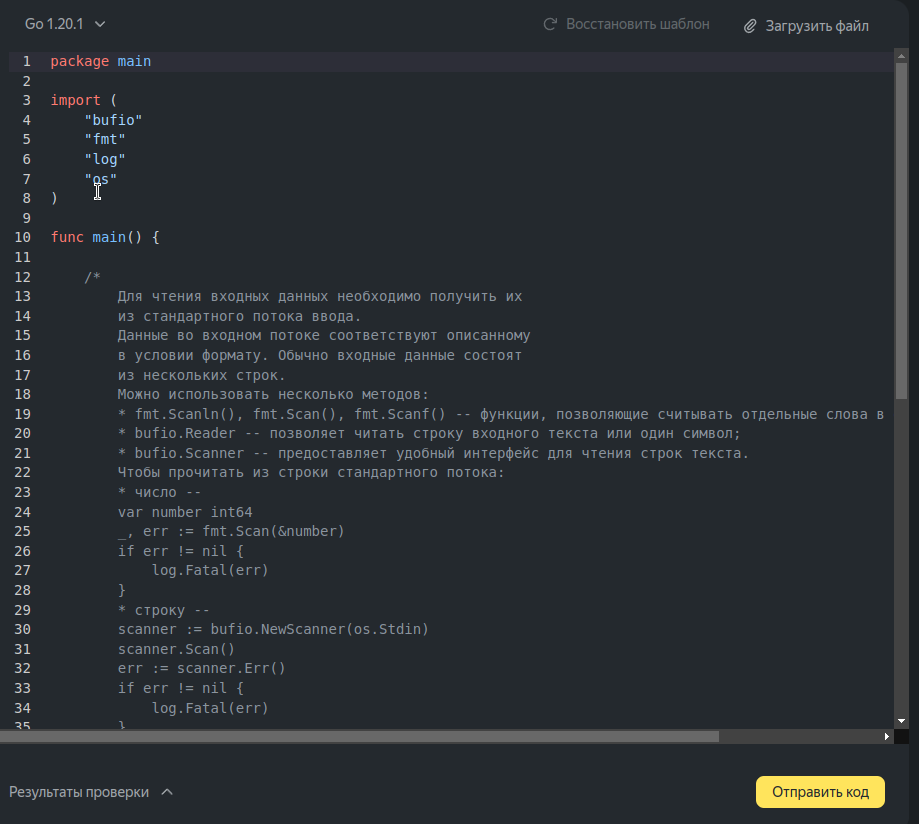 Go 1.20.1
Восстановить шаблон
Загрузить файл
1 package main
2
3 import (
4 "bufio"
5 "fmt"
6 "log"
7 "os"
8 )
9
10 func main() {
11
12 /*
13 Для чтения входных данных необходимо получить их
14 из стандартного потока ввода.
15 Данные во входном потоке соответствуют описанному
16 в условии формату. Обычно входные данные состоят
17 из нескольких строк.
18 Можно использовать несколько методов:
19 * fmt.Scanln(), fmt.Scan(), fmt.Scanf() -- функции, позволяющие считывать отдельные слова в
20 * bufio.Reader -- позволяет читать строку входного текста или один символ;
21 * bufio.Scanner -- предоставляет удобный интерфейс для чтения строк текста.
22 Чтобы прочитать из строки стандартного потока:
23 * число --
24 var number int64
25 _, err := fmt.Scan(&number)
26 if err != nil {
27 log.Fatal(err)
28 }
29 * строку --
30 scanner := bufio.NewScanner(os.Stdin)
31 scanner.Scan()
32 err := scanner.Err()
33 if err != nil {
34 log.Fatal(err)
35 }
Результаты проверки
Отправить код